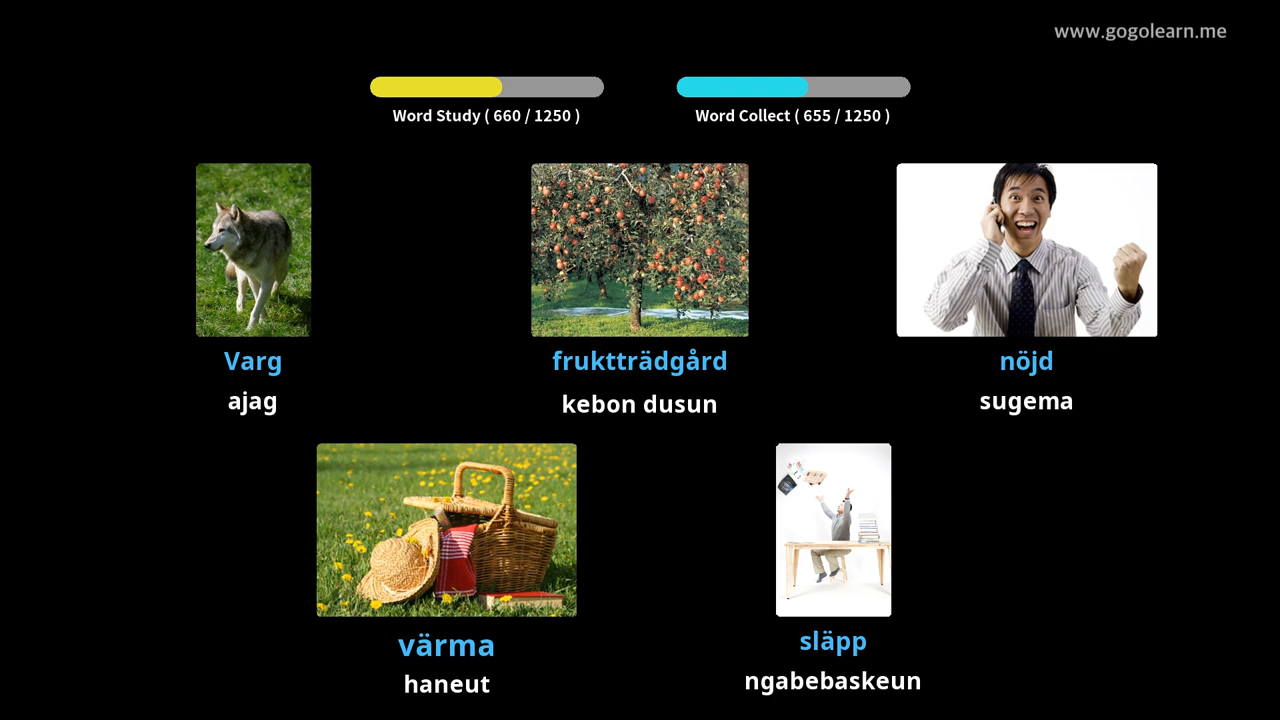 www.gogolearn.me
Word Study ( 660 / 1250 )
Word Collect ( 655 / 1250 )
Varg
ajag
fruktträdgård
kebon dusun
nöjd
sugema
värma
haneut
släpp
ngabebaskeun